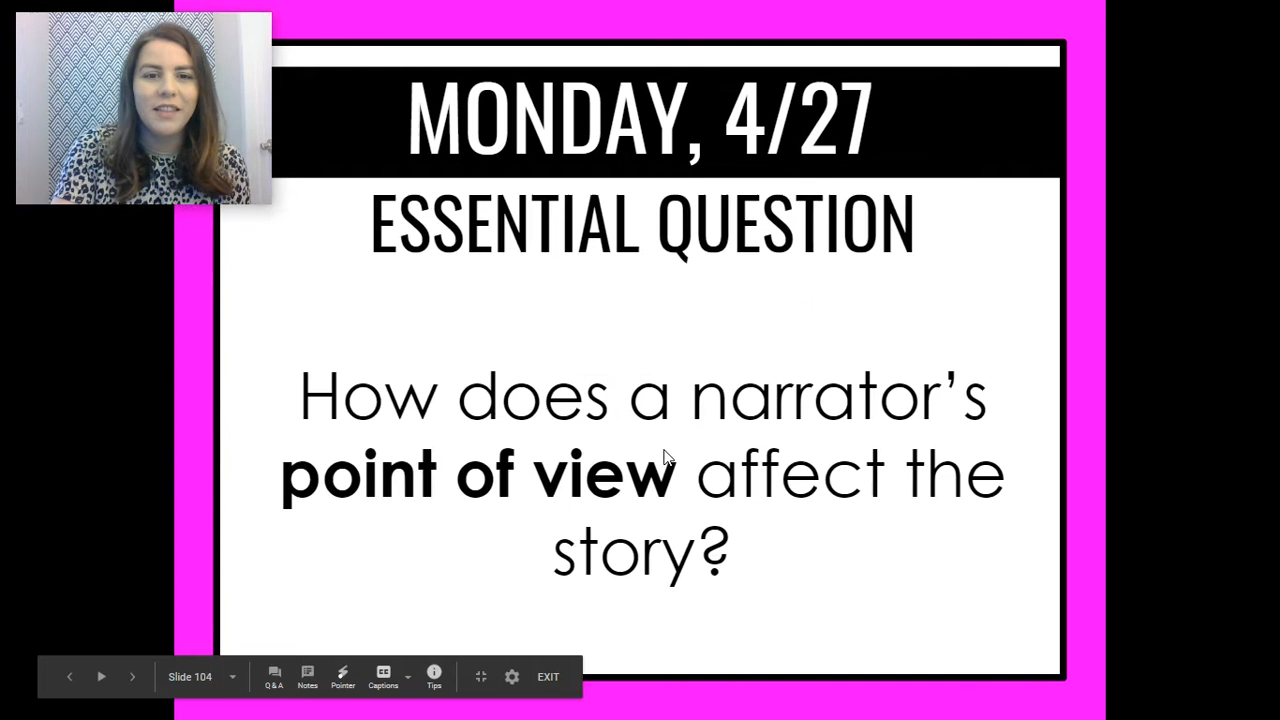 MONDAY, 4/27
ESSENTIAL QUESTION
How does a narrator’s
point of view affect the
story?
Slide 104
Q & A
Notes
Pointer
CC
Captions
Tips
EXIT